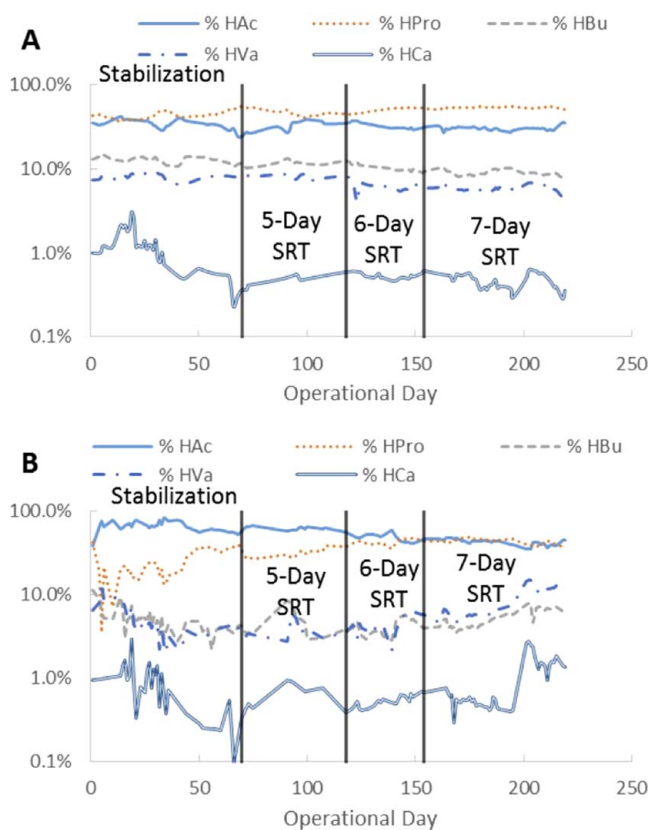 A
% HAc % HPro % HBu
% HVa % HCa
Stabilization
100.0%
10.0%
1.0%
0.1%
5-Day
SRT
6-Day
SRT
7-Day
SRT
0 50 100 150 200 250
Operational Day
B
% HAc % HPro % HBu
% HVa % HCa
Stabilization
100.0%
10.0%
1.0%
0.1%
5-Day
SRT
6-Day
SRT
7-Day
SRT
0 50 100 150 200 250
Operational Day